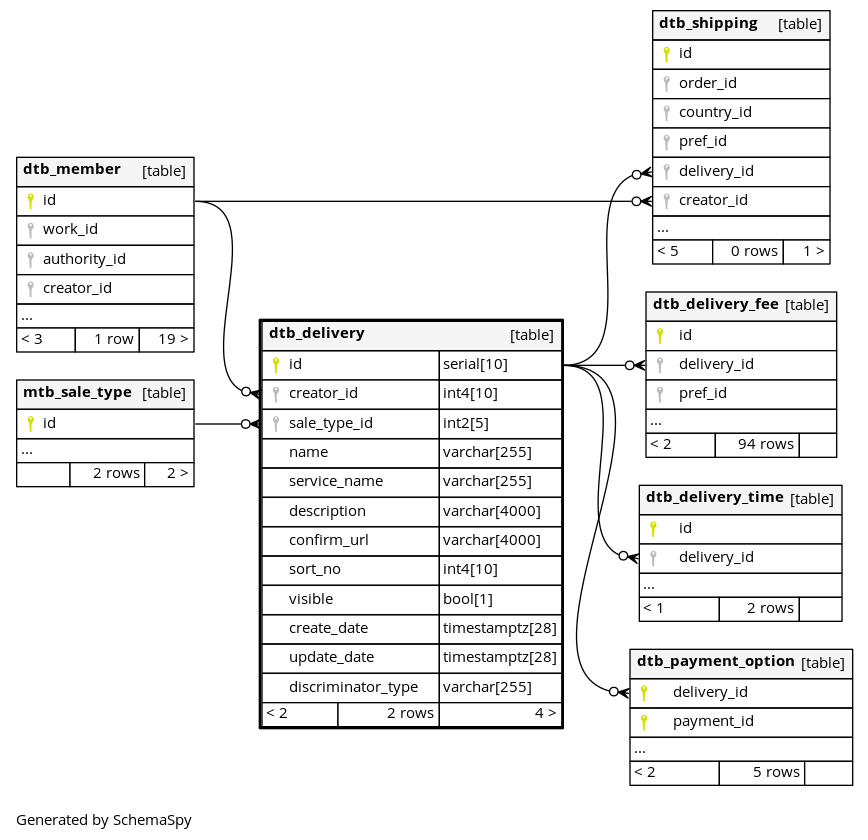 dtb_shipping [table]
id
order_id
country_id
pref_id
delivery_id
creator_id
...
< 5 0 rows 1 >
dtb_member [table]
id
work_id
authority_id
creator_id
...
< 3 1 row 19 >
dtb_delivery_fee [table]
id
delivery_id
pref_id
...
< 2 94 rows
dtb_delivery [table]
id serial[10]
creator_id int4[10]
sale_type_id int2[5]
name varchar[255]
service_name varchar[255]
description varchar[4000]
confirm_url varchar[4000]
sort_no int4[10]
visible bool[1]
create_date timestamptz[28]
update_date timestamptz[28]
discriminator_type varchar[255]
< 2 2 rows 4 >
mtb_sale_type [table]
id
...
2 rows 2 >
dtb_delivery_time [table]
id
delivery_id
...
< 1 2 rows
dtb_payment_option [table]
delivery_id
payment_id
...
< 2 5 rows
Generated by SchemaSpy